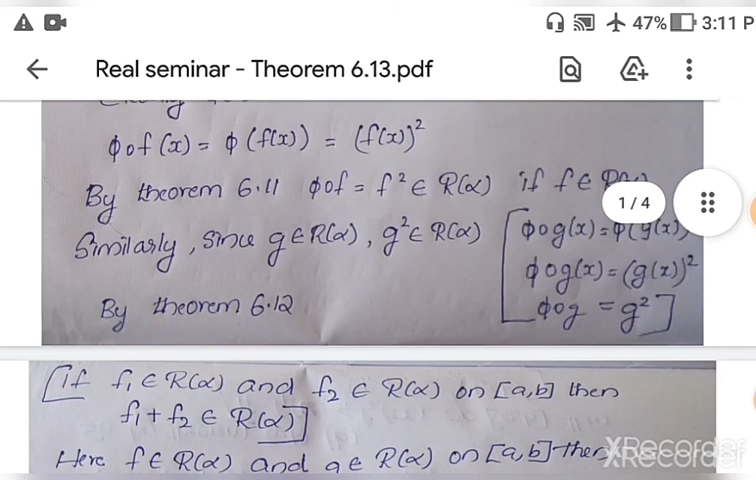 47% 3:11 P
Real seminar - Theorem 6.13.pdf
φof(x) = φ(f(x)) = (f(x))²
By theorem 6.11 φof = f² ∈ R(α) if f ∈
1 / 4
Similarly, since g∈R(α), g²∈ R(α)
[φog(x) = φ(g(x))
φog(x) = (g(x))²
φog = g²]
By theorem 6.12
[If f₁ ∈ R(α) and f₂ ∈ R(α) on [a,b] then
f₁ + f₂ ∈ R(α)]
Here f∈R(α) and g∈ R(α) on [a,b] then
XRecorder